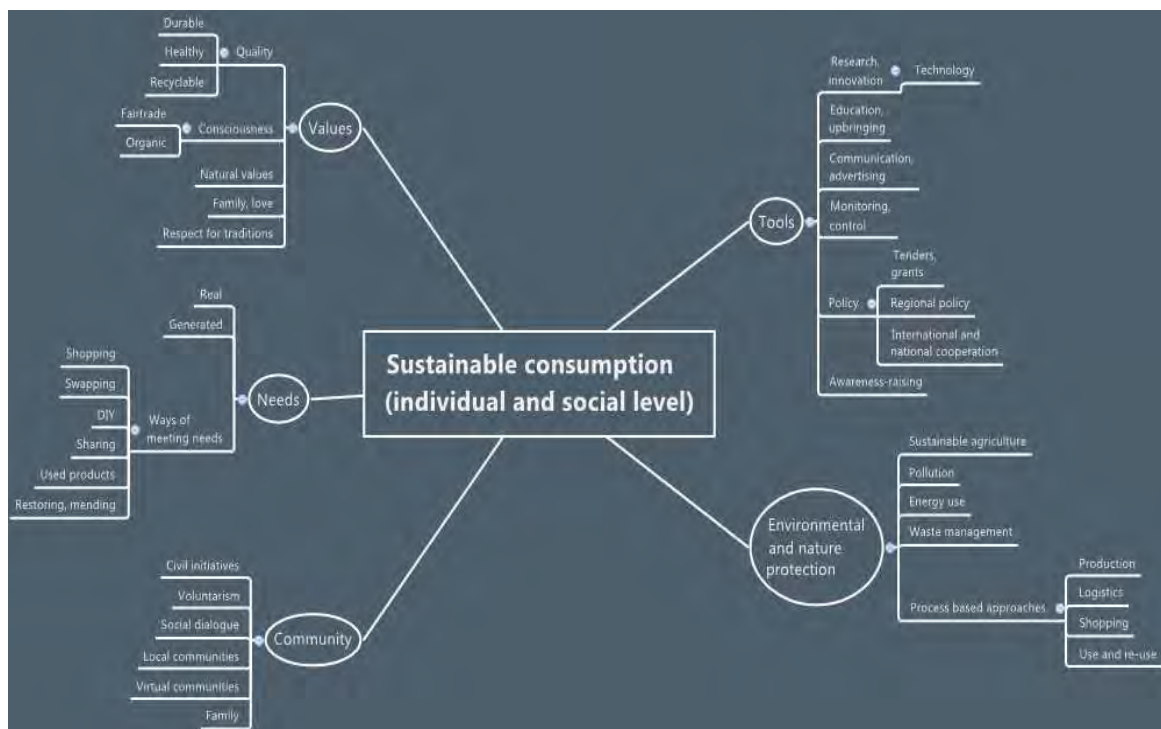 Durable
Healthy
Quality
Recyclable
Fairtrade
Consciousness
Organic
Natural values
Family, love
Respect for traditions
Values
Real
Generated
Shopping
Swapping
DIY
Ways of
meeting needs
Sharing
Used products
Restoring, mending
Needs
Civil initiatives
Voluntarism
Social dialogue
Local communities
Virtual communities
Family
Community
Sustainable consumption
(individual and social level)
Research,
innovation
Technology
Education,
upbringing
Communication,
advertising
Monitoring,
control
Tools
Tenders,
grants
Policy
Regional policy
International and
national cooperation
Awareness-raising
Environmental
and nature
protection
Sustainable agriculture
Pollution
Energy use
Waste management
Process based approaches
Production
Logistics
Shopping
Use and re-use